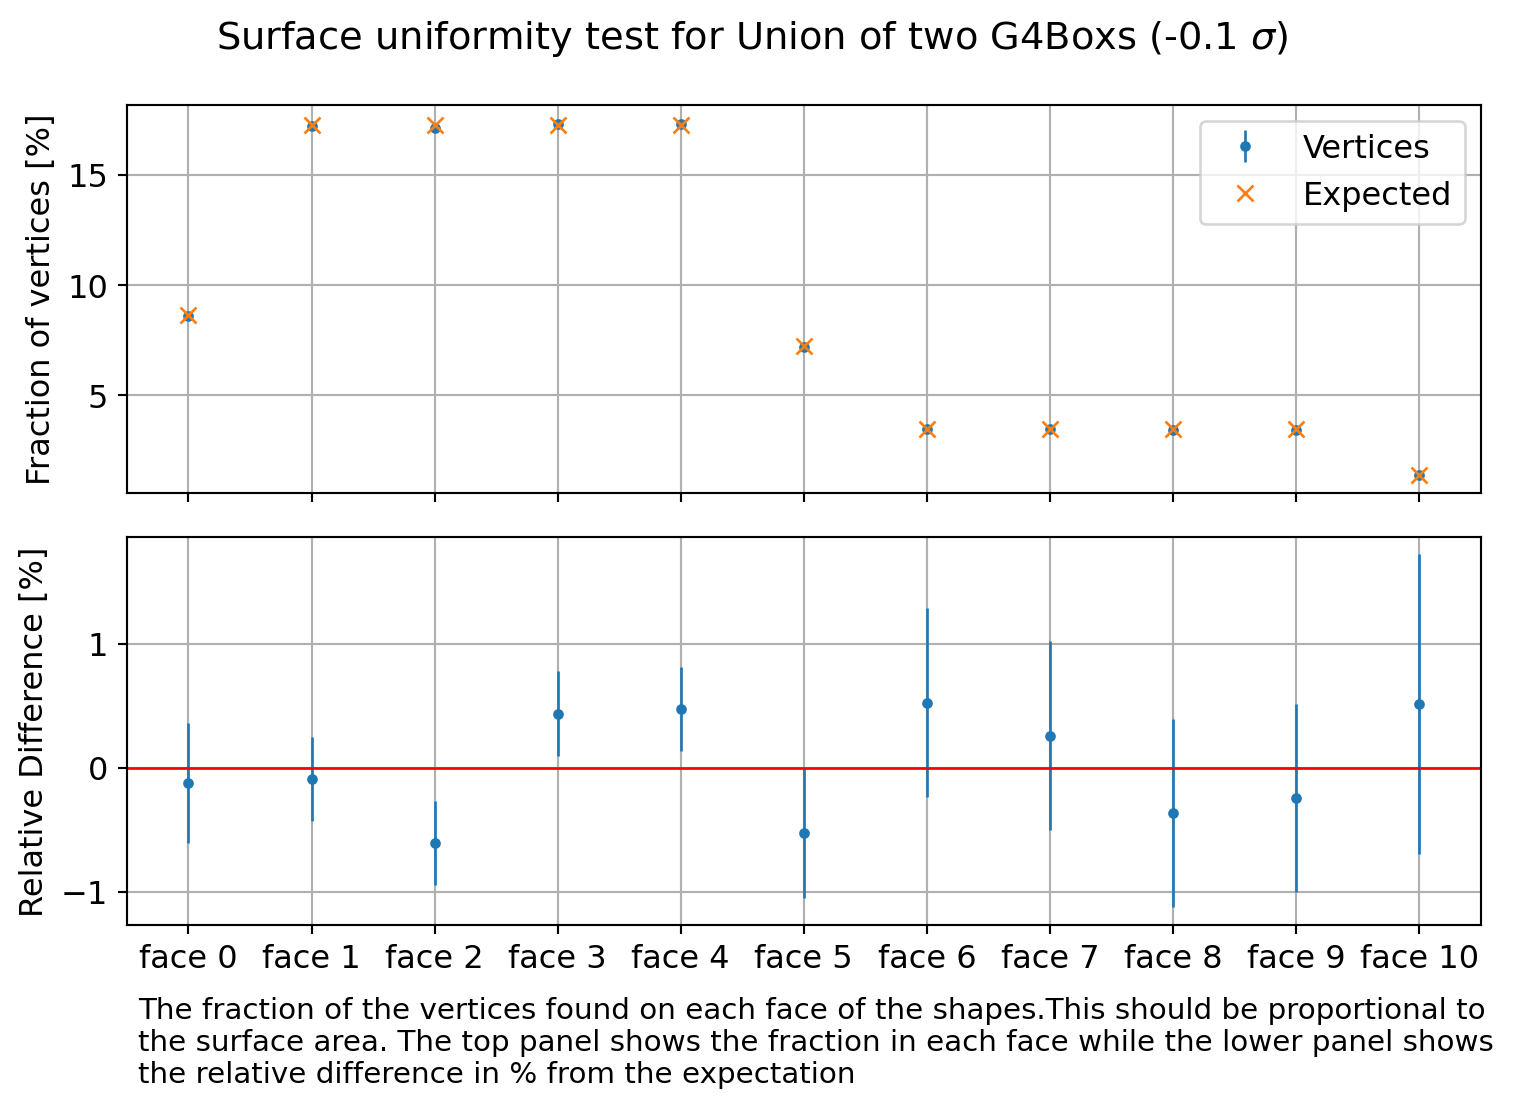 Surface uniformity test for Union of two G4Boxs (-0.1 σ)
Fraction of vertices [%]
15
10
5
Vertices
Expected
Relative Difference [%]
1
0
−1
face 0 face 1 face 2 face 3 face 4 face 5 face 6 face 7 face 8 face 9 face 10
The fraction of the vertices found on each face of the shapes.This should be proportional to
the surface area. The top panel shows the fraction in each face while the lower panel shows
the relative difference in % from the expectation